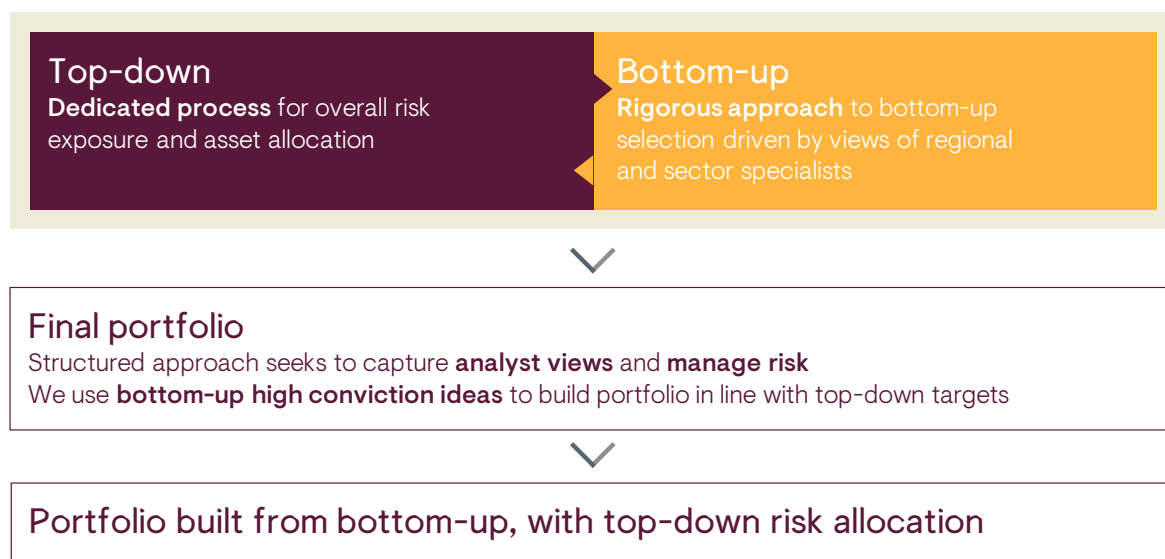 Top-down
Dedicated process for overall risk
exposure and asset allocation
Bottom-up
Rigorous approach to bottom-up
selection driven by views of regional
and sector specialists
Final portfolio
Structured approach seeks to capture analyst views and manage risk
We use bottom-up high conviction ideas to build portfolio in line with top-down targets
Portfolio built from bottom-up, with top-down risk allocation